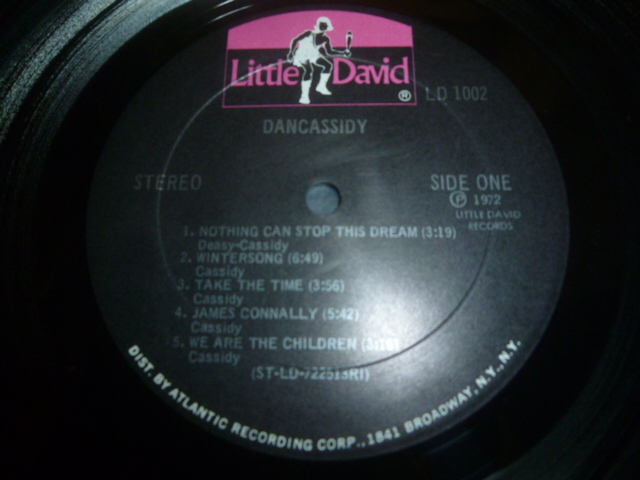 Little David ®
LD 1002
DANCASSIDY
STEREO
SIDE ONE
Ⓟ 1972
LITTLE DAVID
RECORDS
1. NOTHING CAN STOP THIS DREAM (3:19)
Deasy-Cassidy
2. WINTERSONG (6:49)
Cassidy
3. TAKE THE TIME (3:56)
Cassidy
4. JAMES CONNALLY (5:42)
Cassidy
5. WE ARE THE CHILDREN
Cassidy
DIST. BY ATLANTIC RECORDING CORP., 1841 BROADWAY, N.Y., N.Y.